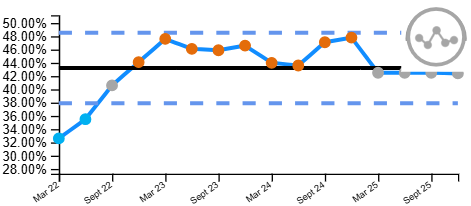 50.00%
48.00%
46.00%
44.00%
42.00%
40.00%
38.00%
36.00%
34.00%
32.00%
30.00%
28.00%
Mar 22
Sept 22
Mar 23
Sept 23
Mar 24
Sept 24
Mar 25
Sept 25